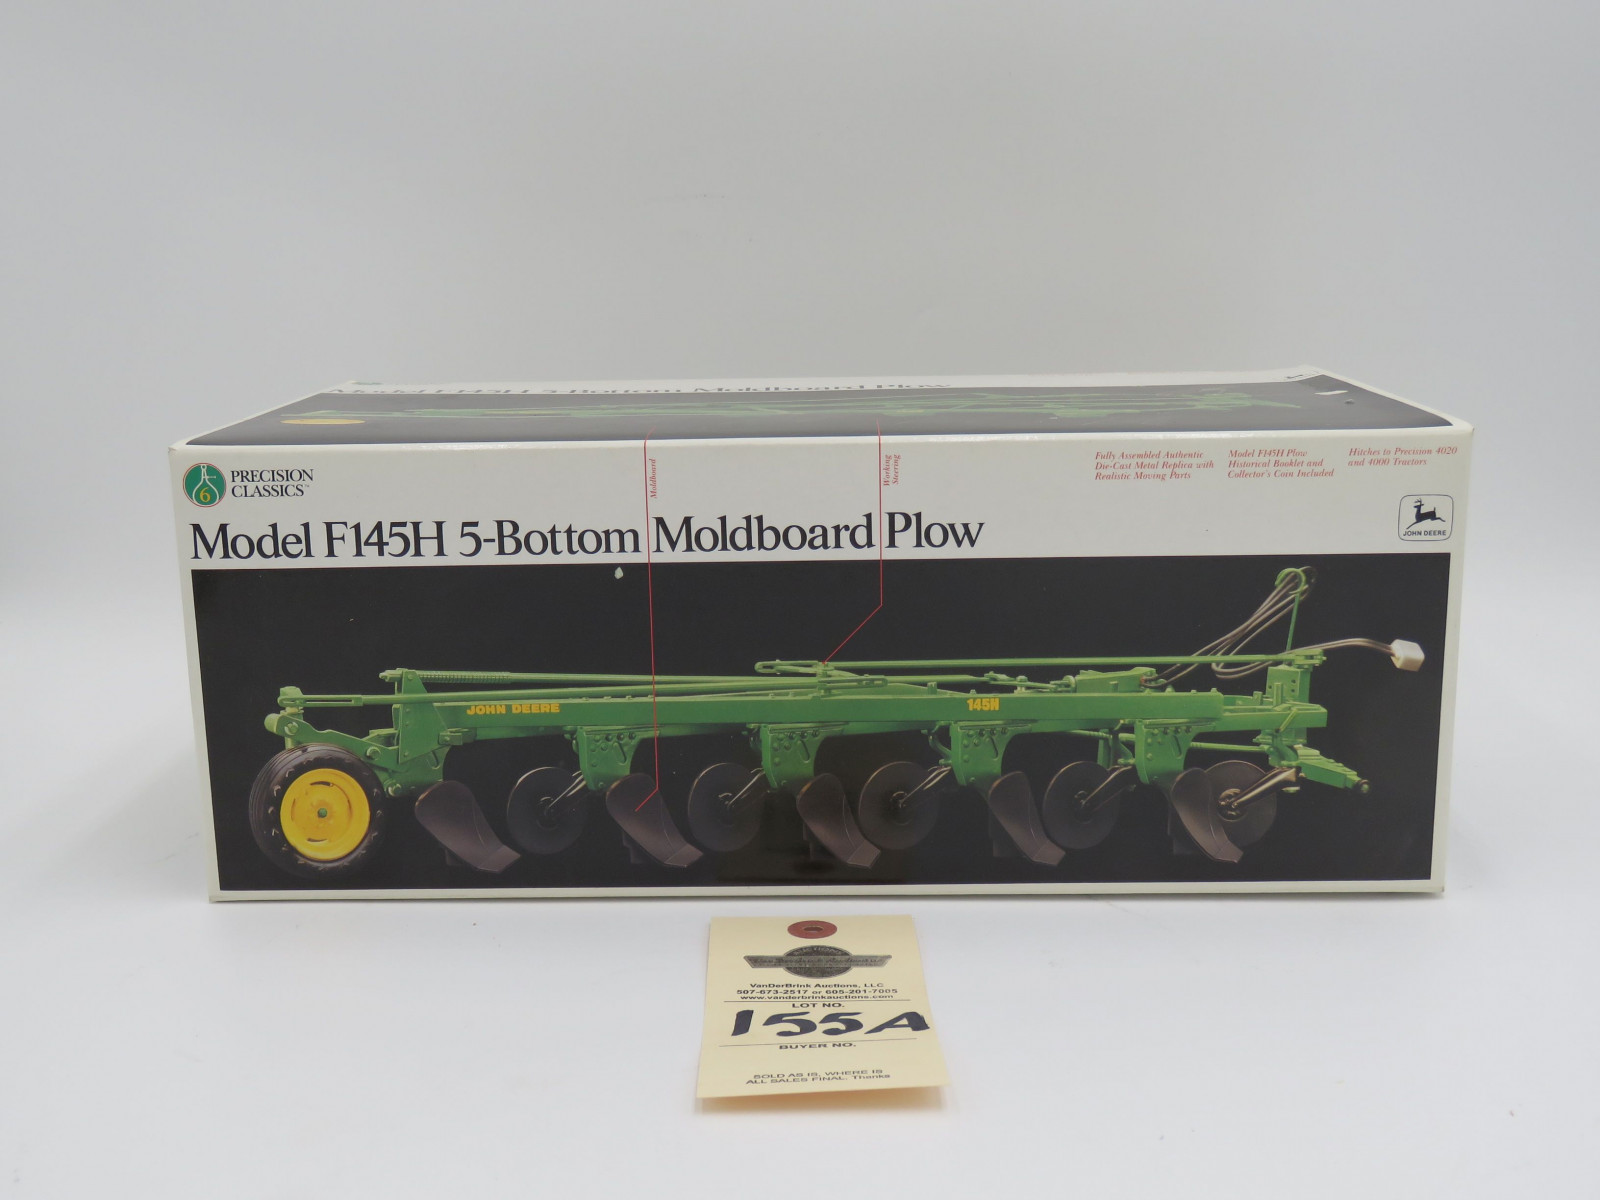 Model F145H 5-Bottom Moldboard Plow
6
PRECISION
CLASSICS™
Moldboard
Working
Steering
Fully Assembled Authentic
Die-Cast Metal Replica with
Realistic Moving Parts
Model F145H Plow
Historical Booklet and
Collector's Coin Included
Hitches to Precision 4020
and 4000 Tractors
Model F145H 5-Bottom Moldboard Plow
JOHN DEERE
JOHN DEERE
145H
VanDerBrink Auctions, LLC
507-673-2517 or 605-201-7005
www.vanderbrinkauctions.com
LOT NO.
155A
BUYER NO.
SOLD AS IS, WHERE IS
ALL SALES FINAL. Thanks